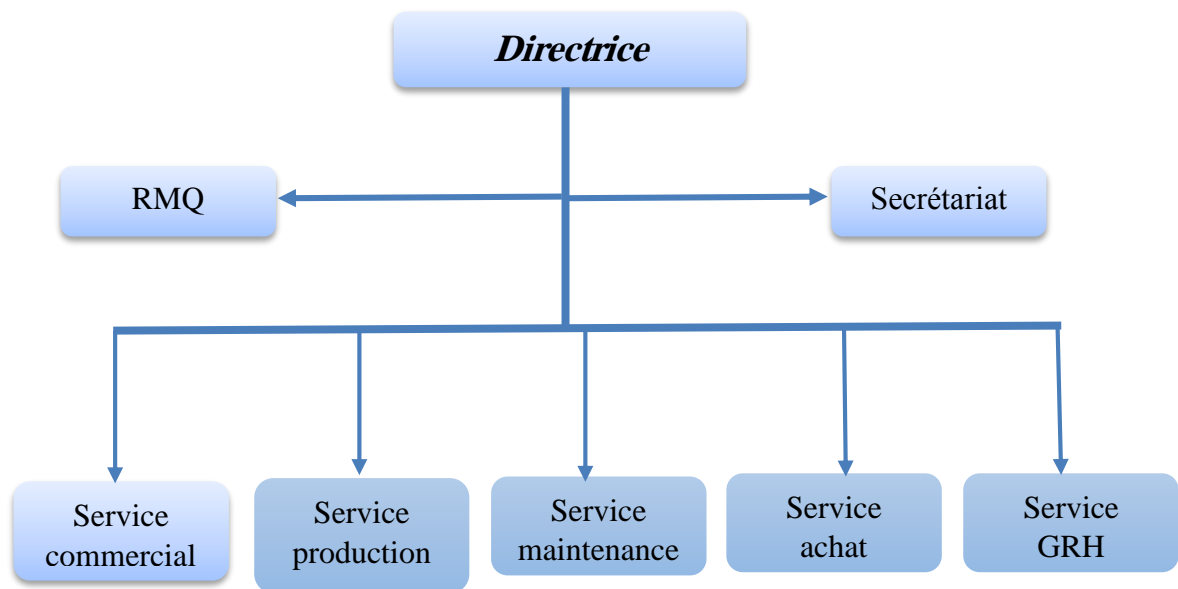 Directrice
RMQ
Secrétariat
Service
commercial
Service
production
Service
maintenance
Service
achat
Service
GRH